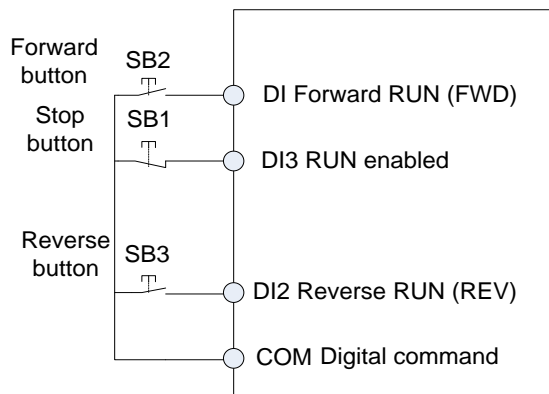 Forward
button
SB2
DI Forward RUN (FWD)
Stop
button
SB1
DI3 RUN enabled
Reverse
button
SB3
DI2 Reverse RUN (REV)
COM Digital command